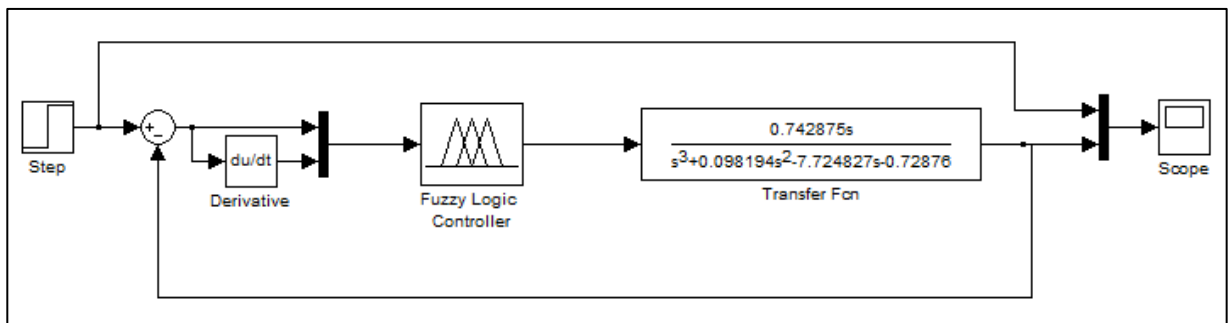 Step
+
-
du/dt
Derivative
Fuzzy Logic
Controller
0.742875s
s3+0.098194s2-7.724827s-0.72876
Transfer Fcn
Scope